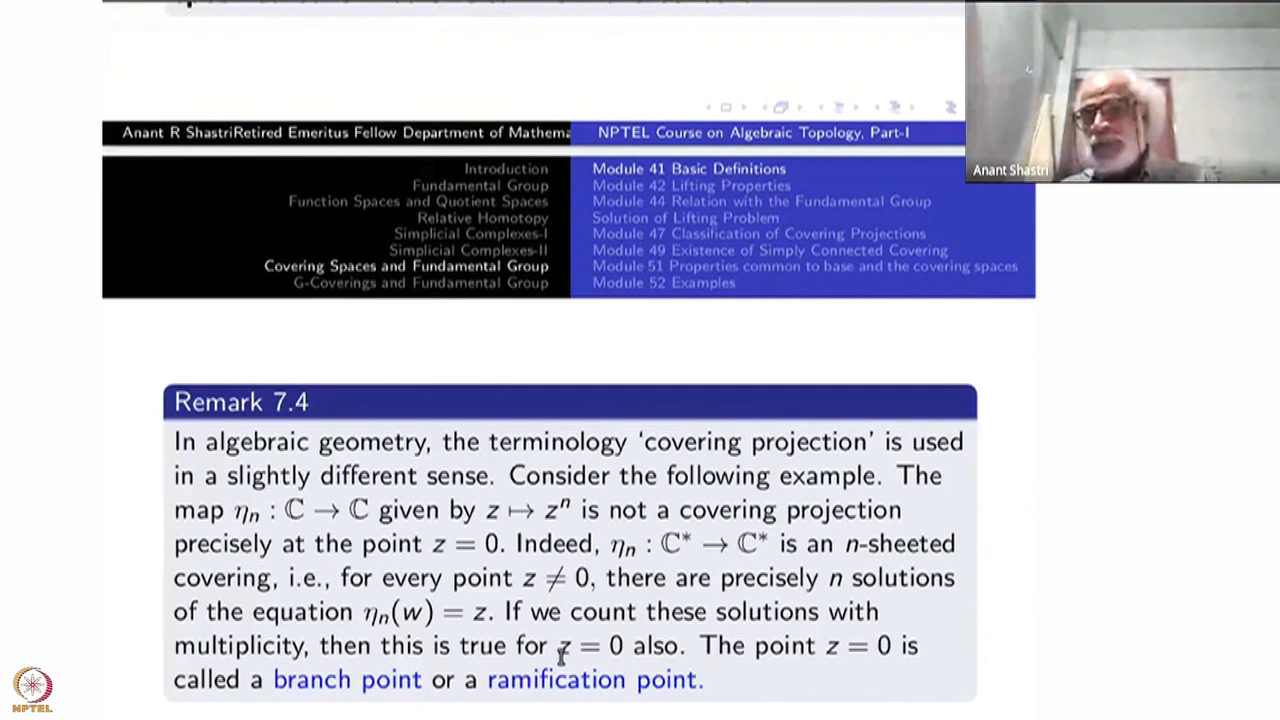 Anant R ShastriRetired Emeritus Fellow Department of Mathema
NPTEL Course on Algebraic Topology, Part-I
Anant Shastri
Introduction
Fundamental Group
Function Spaces and Quotient Spaces
Relative Homotopy
Simplicial Complexes-I
Simplicial Complexes-II
Covering Spaces and Fundamental Group
G-Coverings and Fundamental Group
Module 41 Basic Definitions
Module 42 Lifting Properties
Module 44 Relation with the Fundamental Group
Solution of Lifting Problem
Module 47 Classification of Covering Projections
Module 49 Existence of Simply Connected Covering
Module 51 Properties common to base and the covering spaces
Module 52 Examples
Remark 7.4
In algebraic geometry, the terminology ‘covering projection’ is used
in a slightly different sense. Consider the following example. The
map ηₙ : ℂ → ℂ given by z ↦ zⁿ is not a covering projection
precisely at the point z = 0. Indeed, ηₙ : ℂ* → ℂ* is an n-sheeted
covering, i.e., for every point z ≠ 0, there are precisely n solutions
of the equation ηₙ(w) = z. If we count these solutions with
multiplicity, then this is true for z = 0 also. The point z = 0 is
called a branch point or a ramification point.
NPTEL